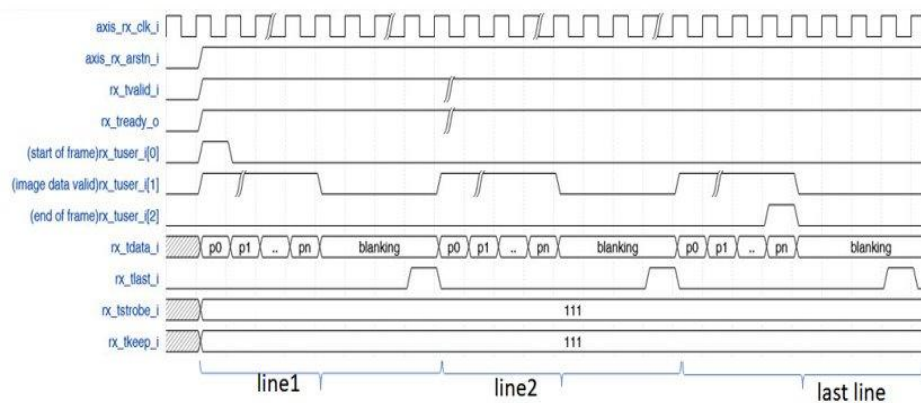 axis_rx_clk_i
axis_rx_arstn_i
rx_tvalid_i
rx_tready_o
(start of frame)rx_tuser_i[0]
(image data valid)rx_tuser_i[1]
(end of frame)rx_tuser_i[2]
rx_tdata_i p0 p1 .. pn blanking p0 p1 .. pn blanking p0 p1 .. pn blanking
rx_tlast_i
rx_tstrobe_i 111
rx_tkeep_i 111
line1 line2 last line